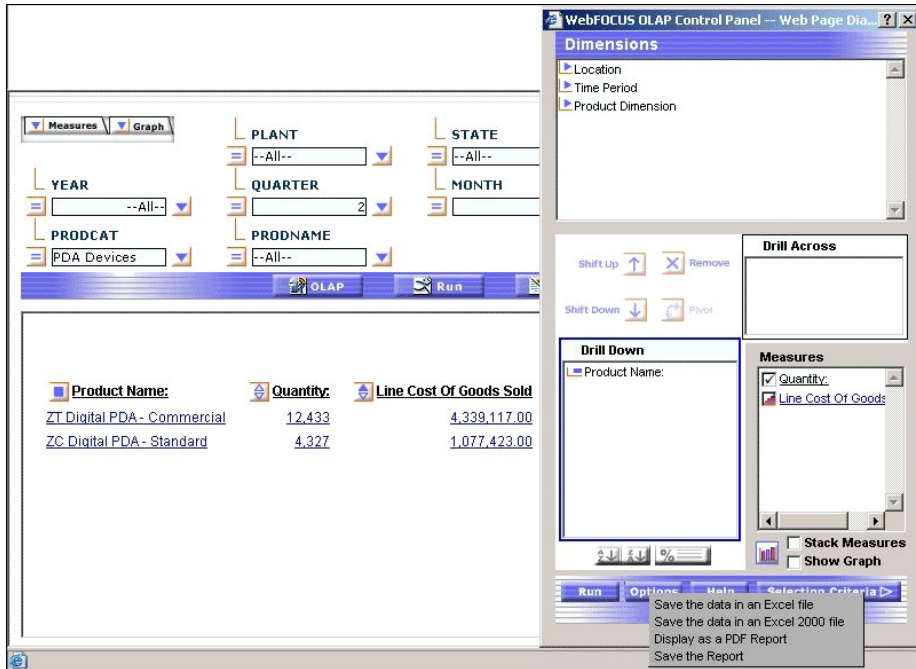 WebFOCUS OLAP Control Panel -- Web Page Dia...
Dimensions
Location
Time Period
Product Dimension
Measures Graph
PLANT STATE
--All-- --All--
YEAR QUARTER MONTH
--All-- 2
PRODCAT PRODNAME
PDA Devices --All--
OLAP Run
Product Name: Quantity: Line Cost Of Goods Sold
ZT Digital PDA - Commercial 12,433 4,339,117.00
ZC Digital PDA - Standard 4,327 1,077,423.00
Shift Up Remove
Shift Down Pivot
Drill Across
Drill Down
Product Name:
Measures
Quantity:
Line Cost Of Goods
Stack Measures
Show Graph
Run Options Help Selection Criteria
Save the data in an Excel file
Save the data in an Excel 2000 file
Display as a PDF Report
Save the Report